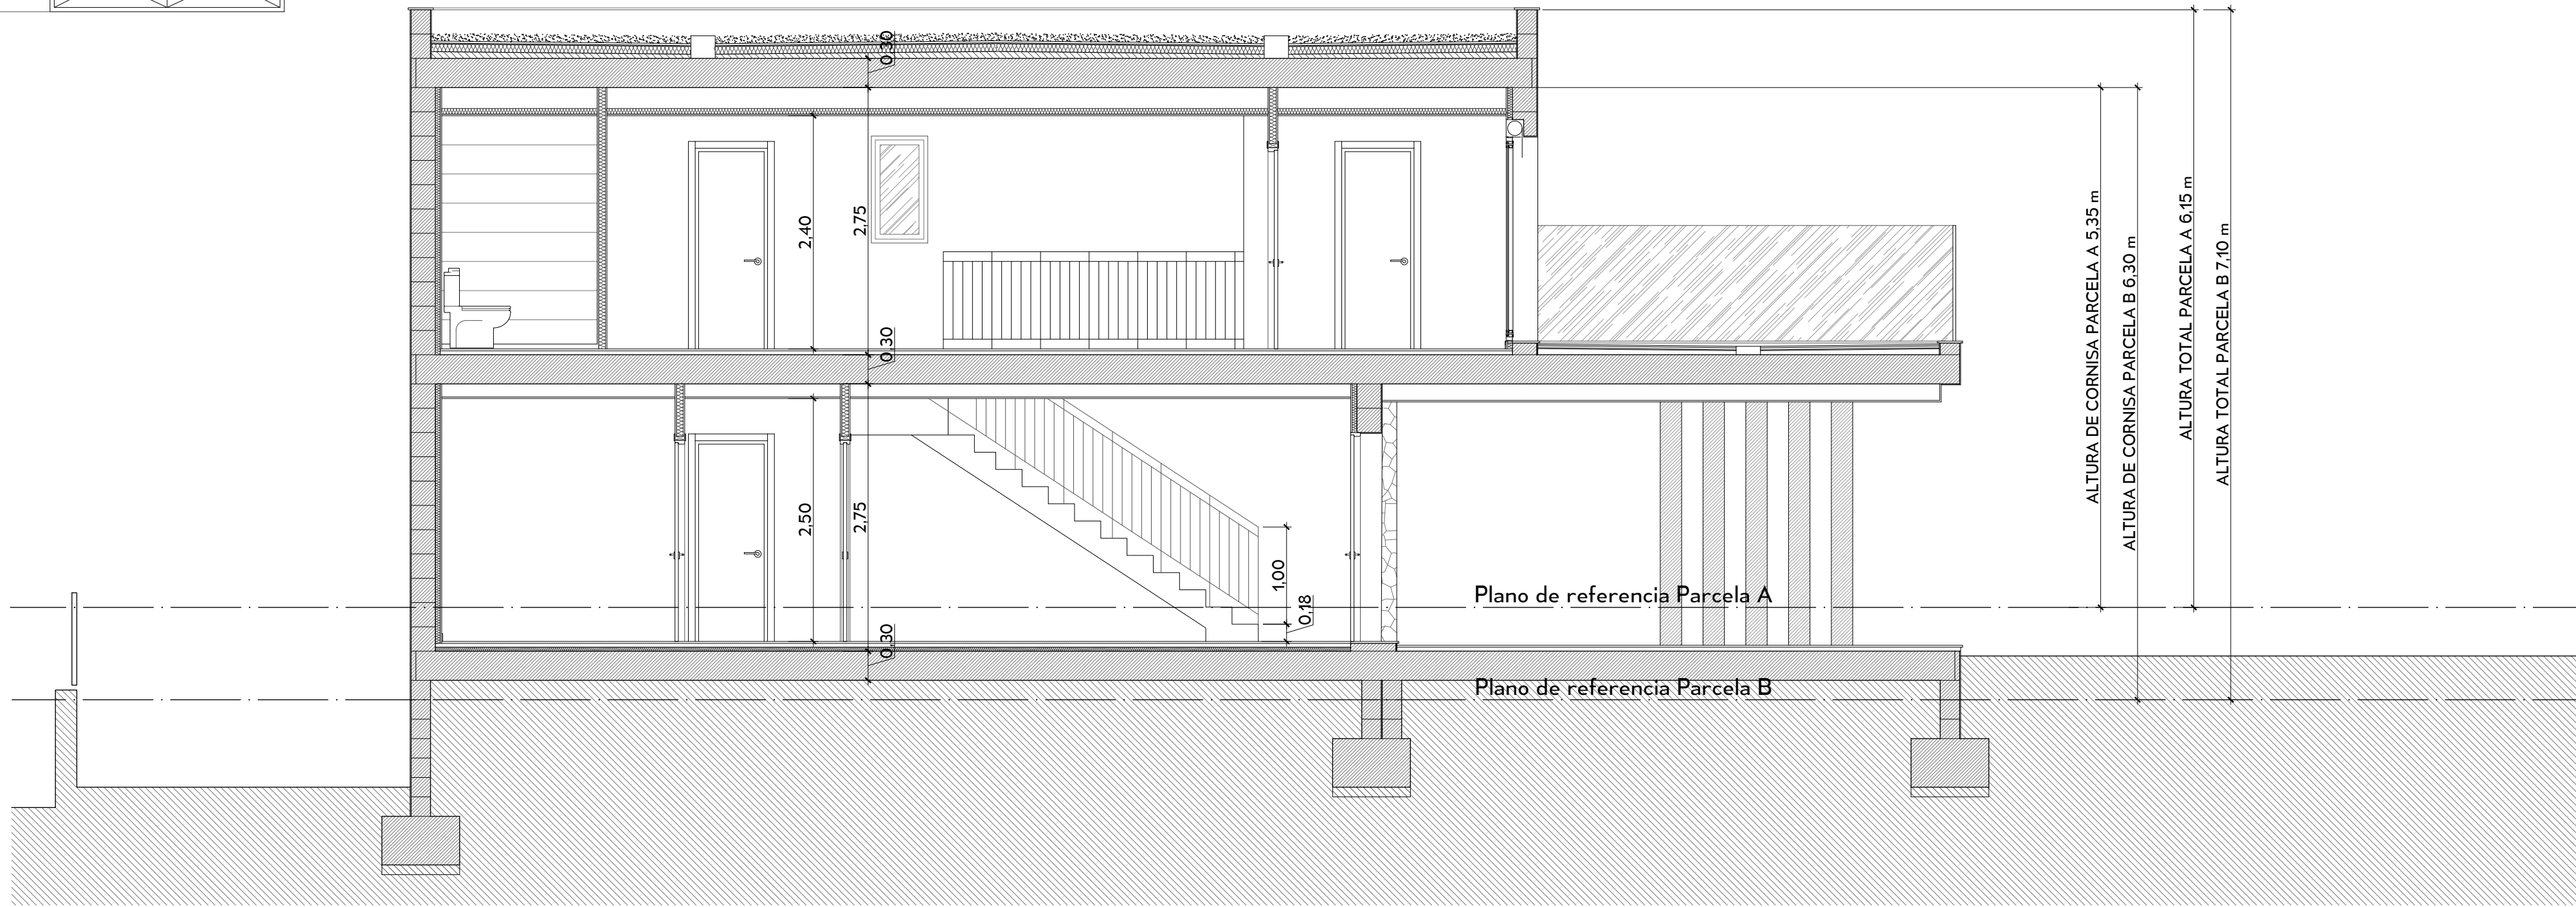 0,30
2,40
2,75
0,30
2,50
2,75
1,00
0,18
0,30
Plano de referencia Parcela A
Plano de referencia Parcela B
ALTURA DE CORNISA PARCELA A 5,35 m
ALTURA DE CORNISA PARCELA B 6,30 m
ALTURA TOTAL PARCELA A 6,15 m
ALTURA TOTAL PARCELA B 7,10 m